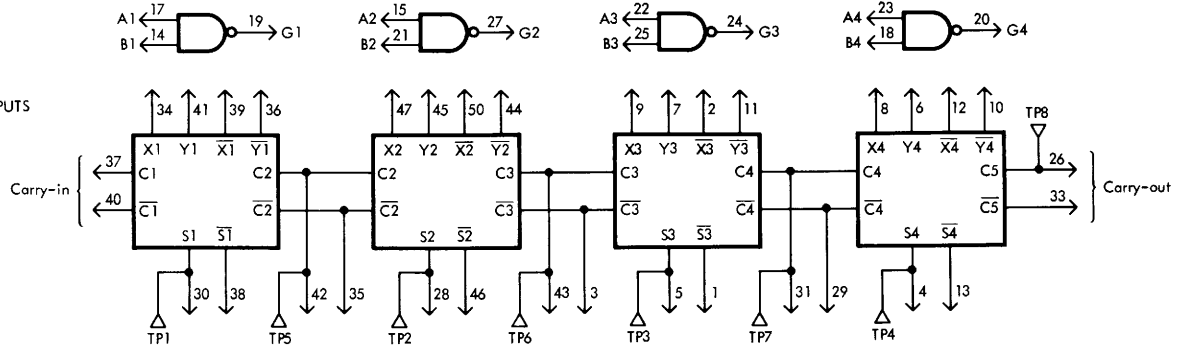 A1 17 19 G1 A2 15 27 G2 A3 22 24 G3 A4 23 20 G4
B1 14 B2 21 B3 25 B4 18
PUTS 34 41 39 36 47 45 50 44 9 7 2 11 8 6 12 10 TP8
X1 Y1 X̅1̅ Y̅1̅ X2 Y2 X̅2̅ Y̅2̅ X3 Y3 X̅3̅ Y̅3̅ X4 Y4 X̅4̅ Y̅4̅
37 C1 C2 C2 C3 C3 C4 C4 C5 26
Carry-in Carry-out
40 C̅1̅ C̅2̅ C̅2̅ C̅3̅ C̅3̅ C̅4̅ C̅4̅ C̅5̅ 33
S1 S̅1̅ S2 S̅2̅ S3 S̅3̅ S4 S̅4̅
30 38 42 35 28 46 43 3 5 1 31 29 4 13
TP1 TP5 TP2 TP6 TP3 TP7 TP4